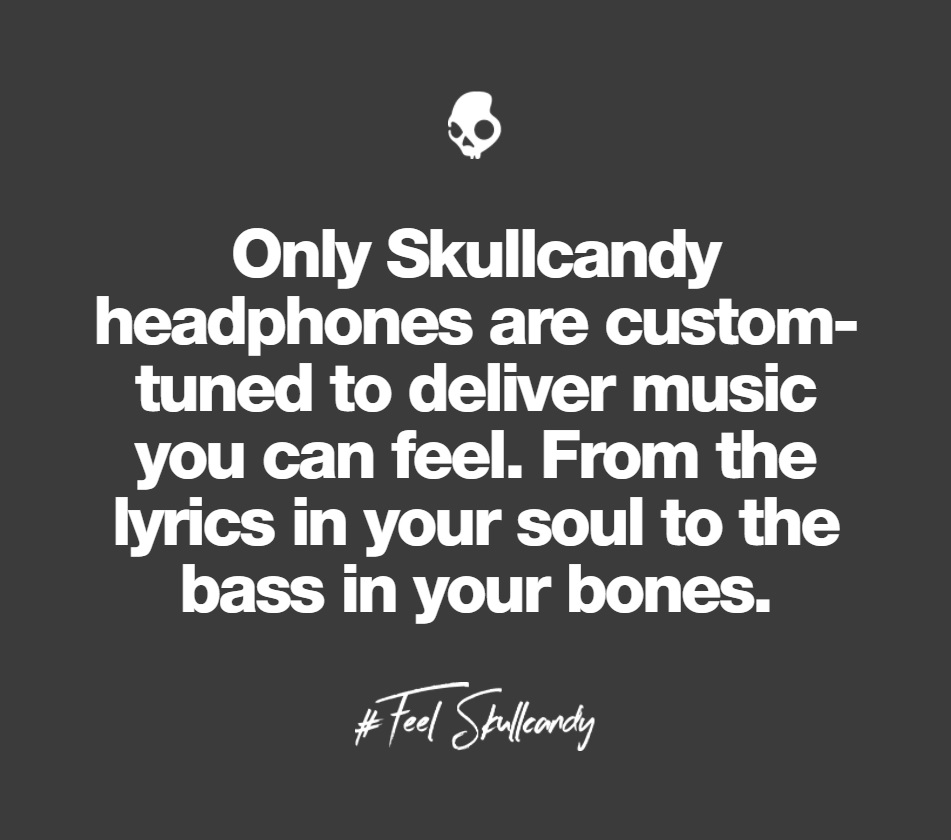 Only Skullcandy
headphones are custom-
tuned to deliver music
you can feel. From the
lyrics in your soul to the
bass in your bones.
#Feel Skullcandy